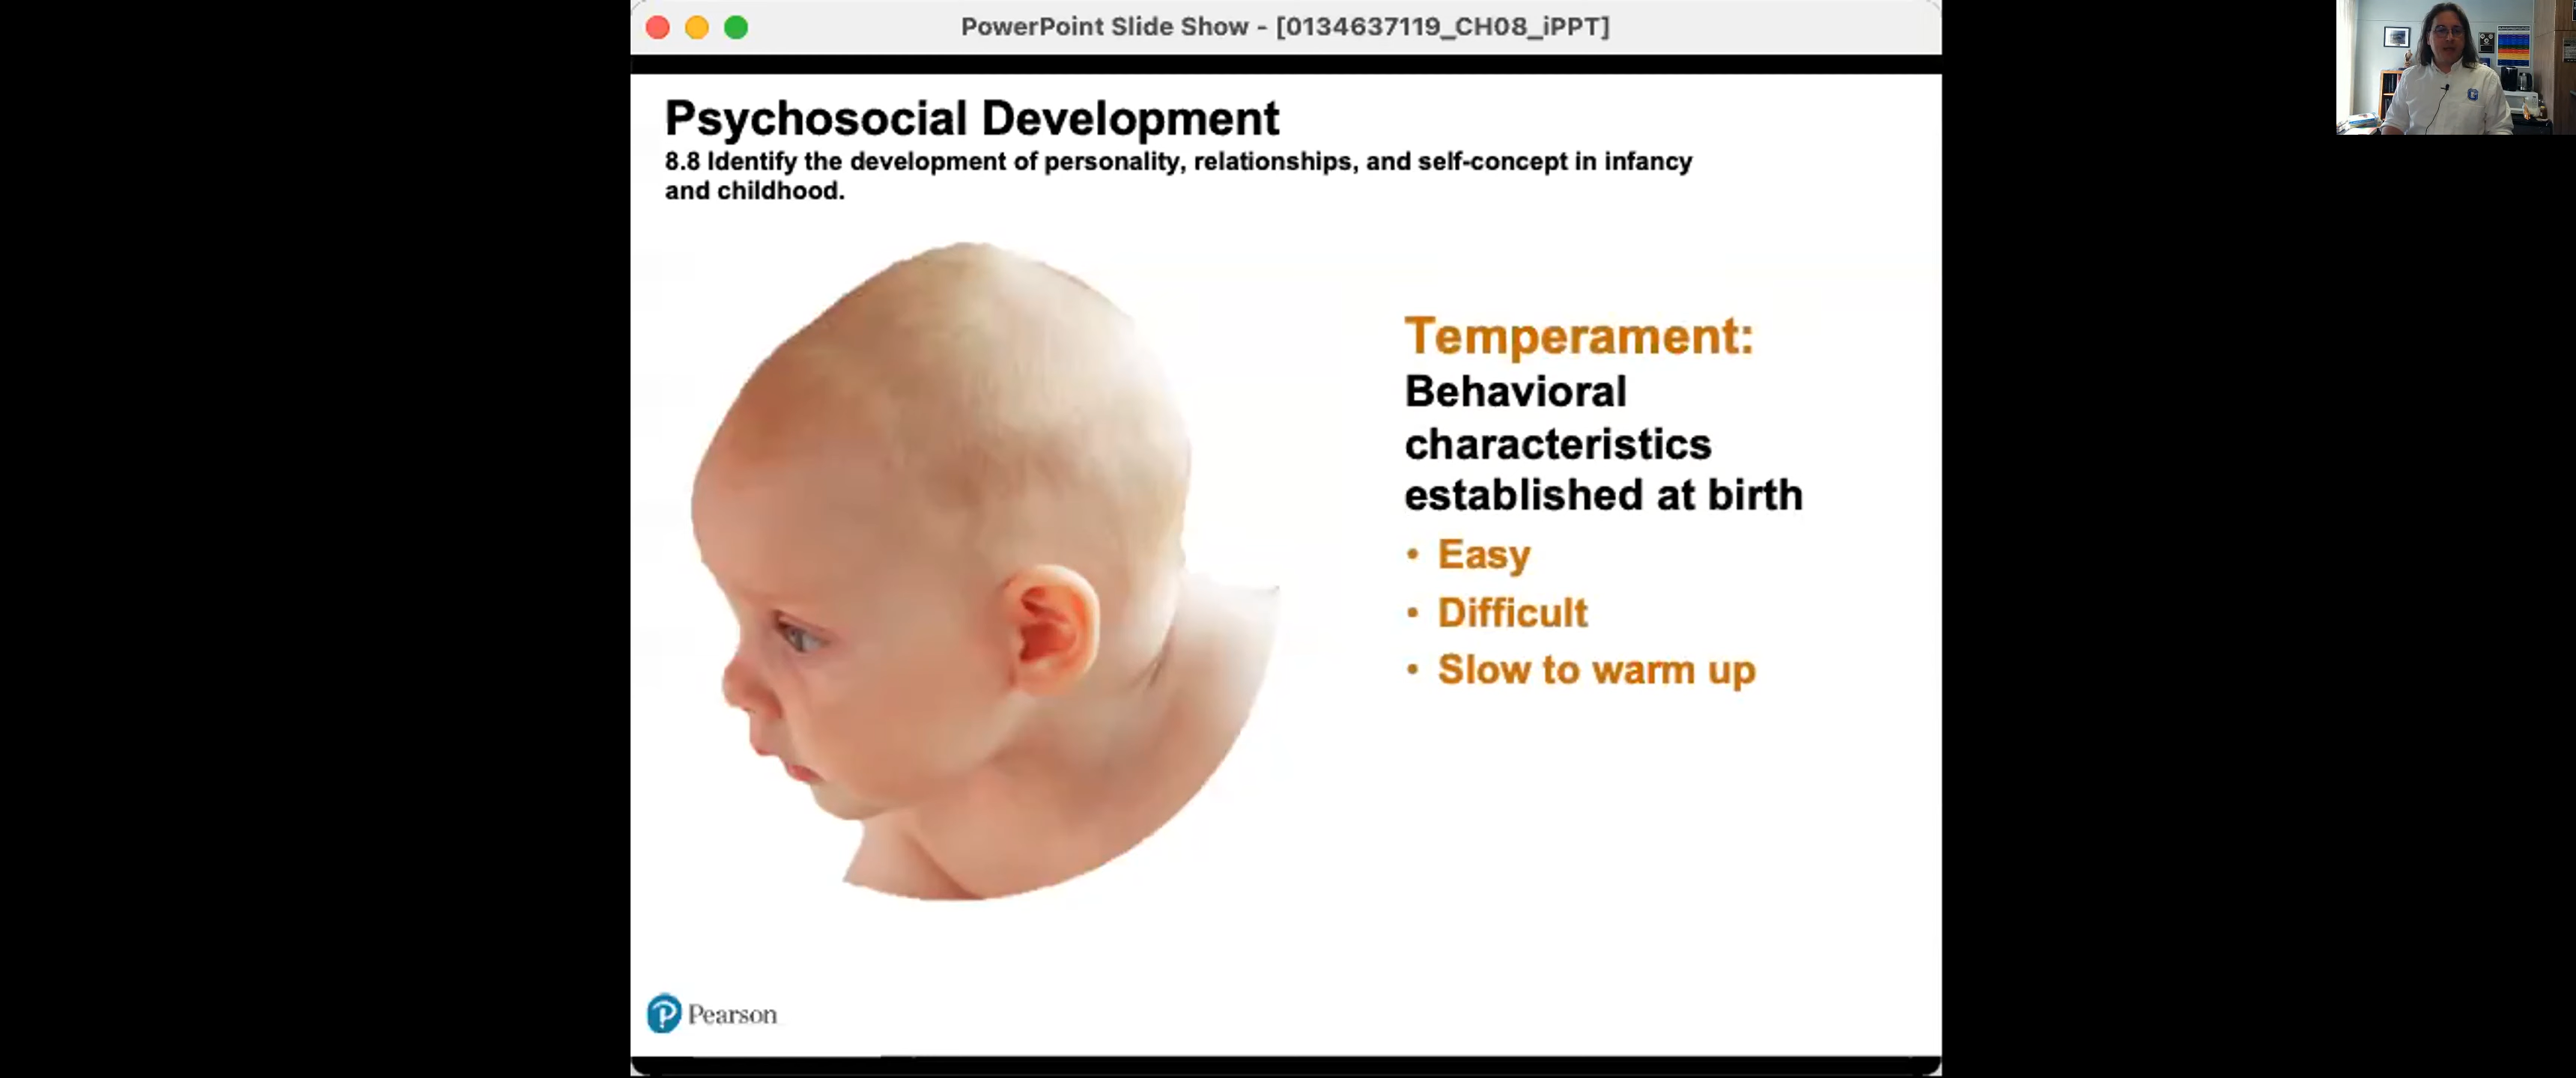 PowerPoint Slide Show - [0134637119_CH08_iPPT]
Psychosocial Development
8.8 Identify the development of personality, relationships, and self-concept in infancy
and childhood.
Temperament:
Behavioral
characteristics
established at birth
• Easy
• Difficult
• Slow to warm up
Pearson